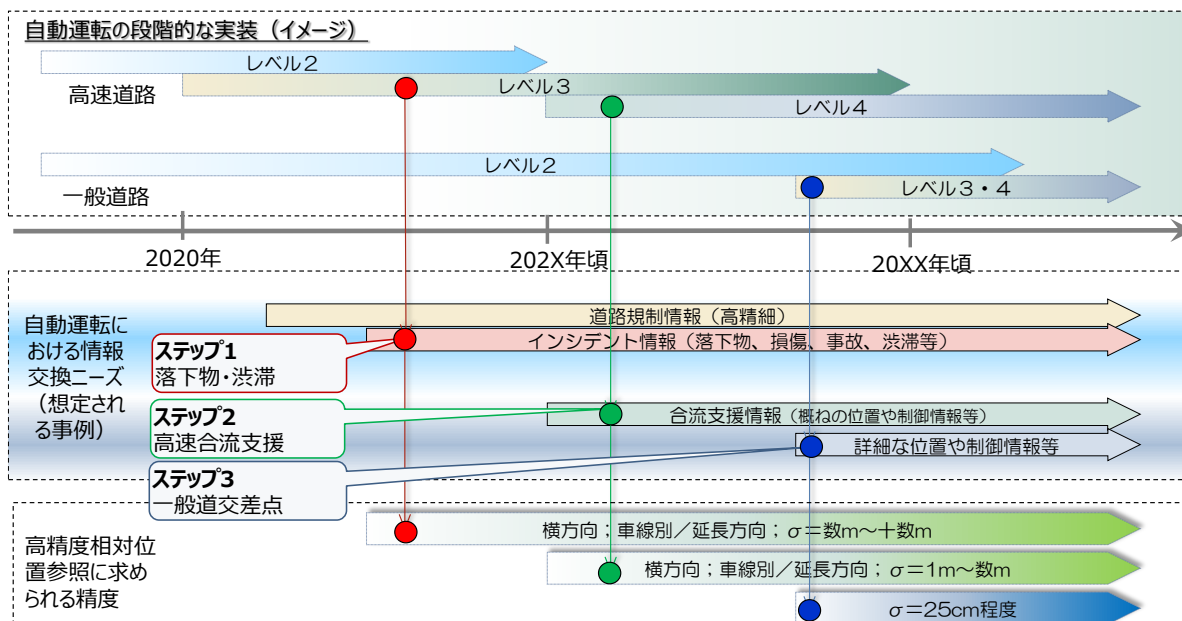 自動運転の段階的な実装（イメージ）
レベル２
高速道路
レベル３
レベル４
レベル２
一般道路
レベル３・４
2020年
202X年頃
20XX年頃
自動運転に
おける情報
交換ニーズ
（想定され
る事例）
道路規制情報（高精細）
インシデント情報（落下物、損傷、事故、渋滞等）
ステップ1
落下物・渋滞
ステップ2
高速合流支援
合流支援情報（概ねの位置や制御情報等）
詳細な位置や制御情報等
ステップ3
一般道交差点
高精度相対位
置参照に求め
られる精度
横方向；車線別／延長方向；σ＝数m～十数m
横方向；車線別／延長方向；σ＝1m～数m
σ＝25cm程度